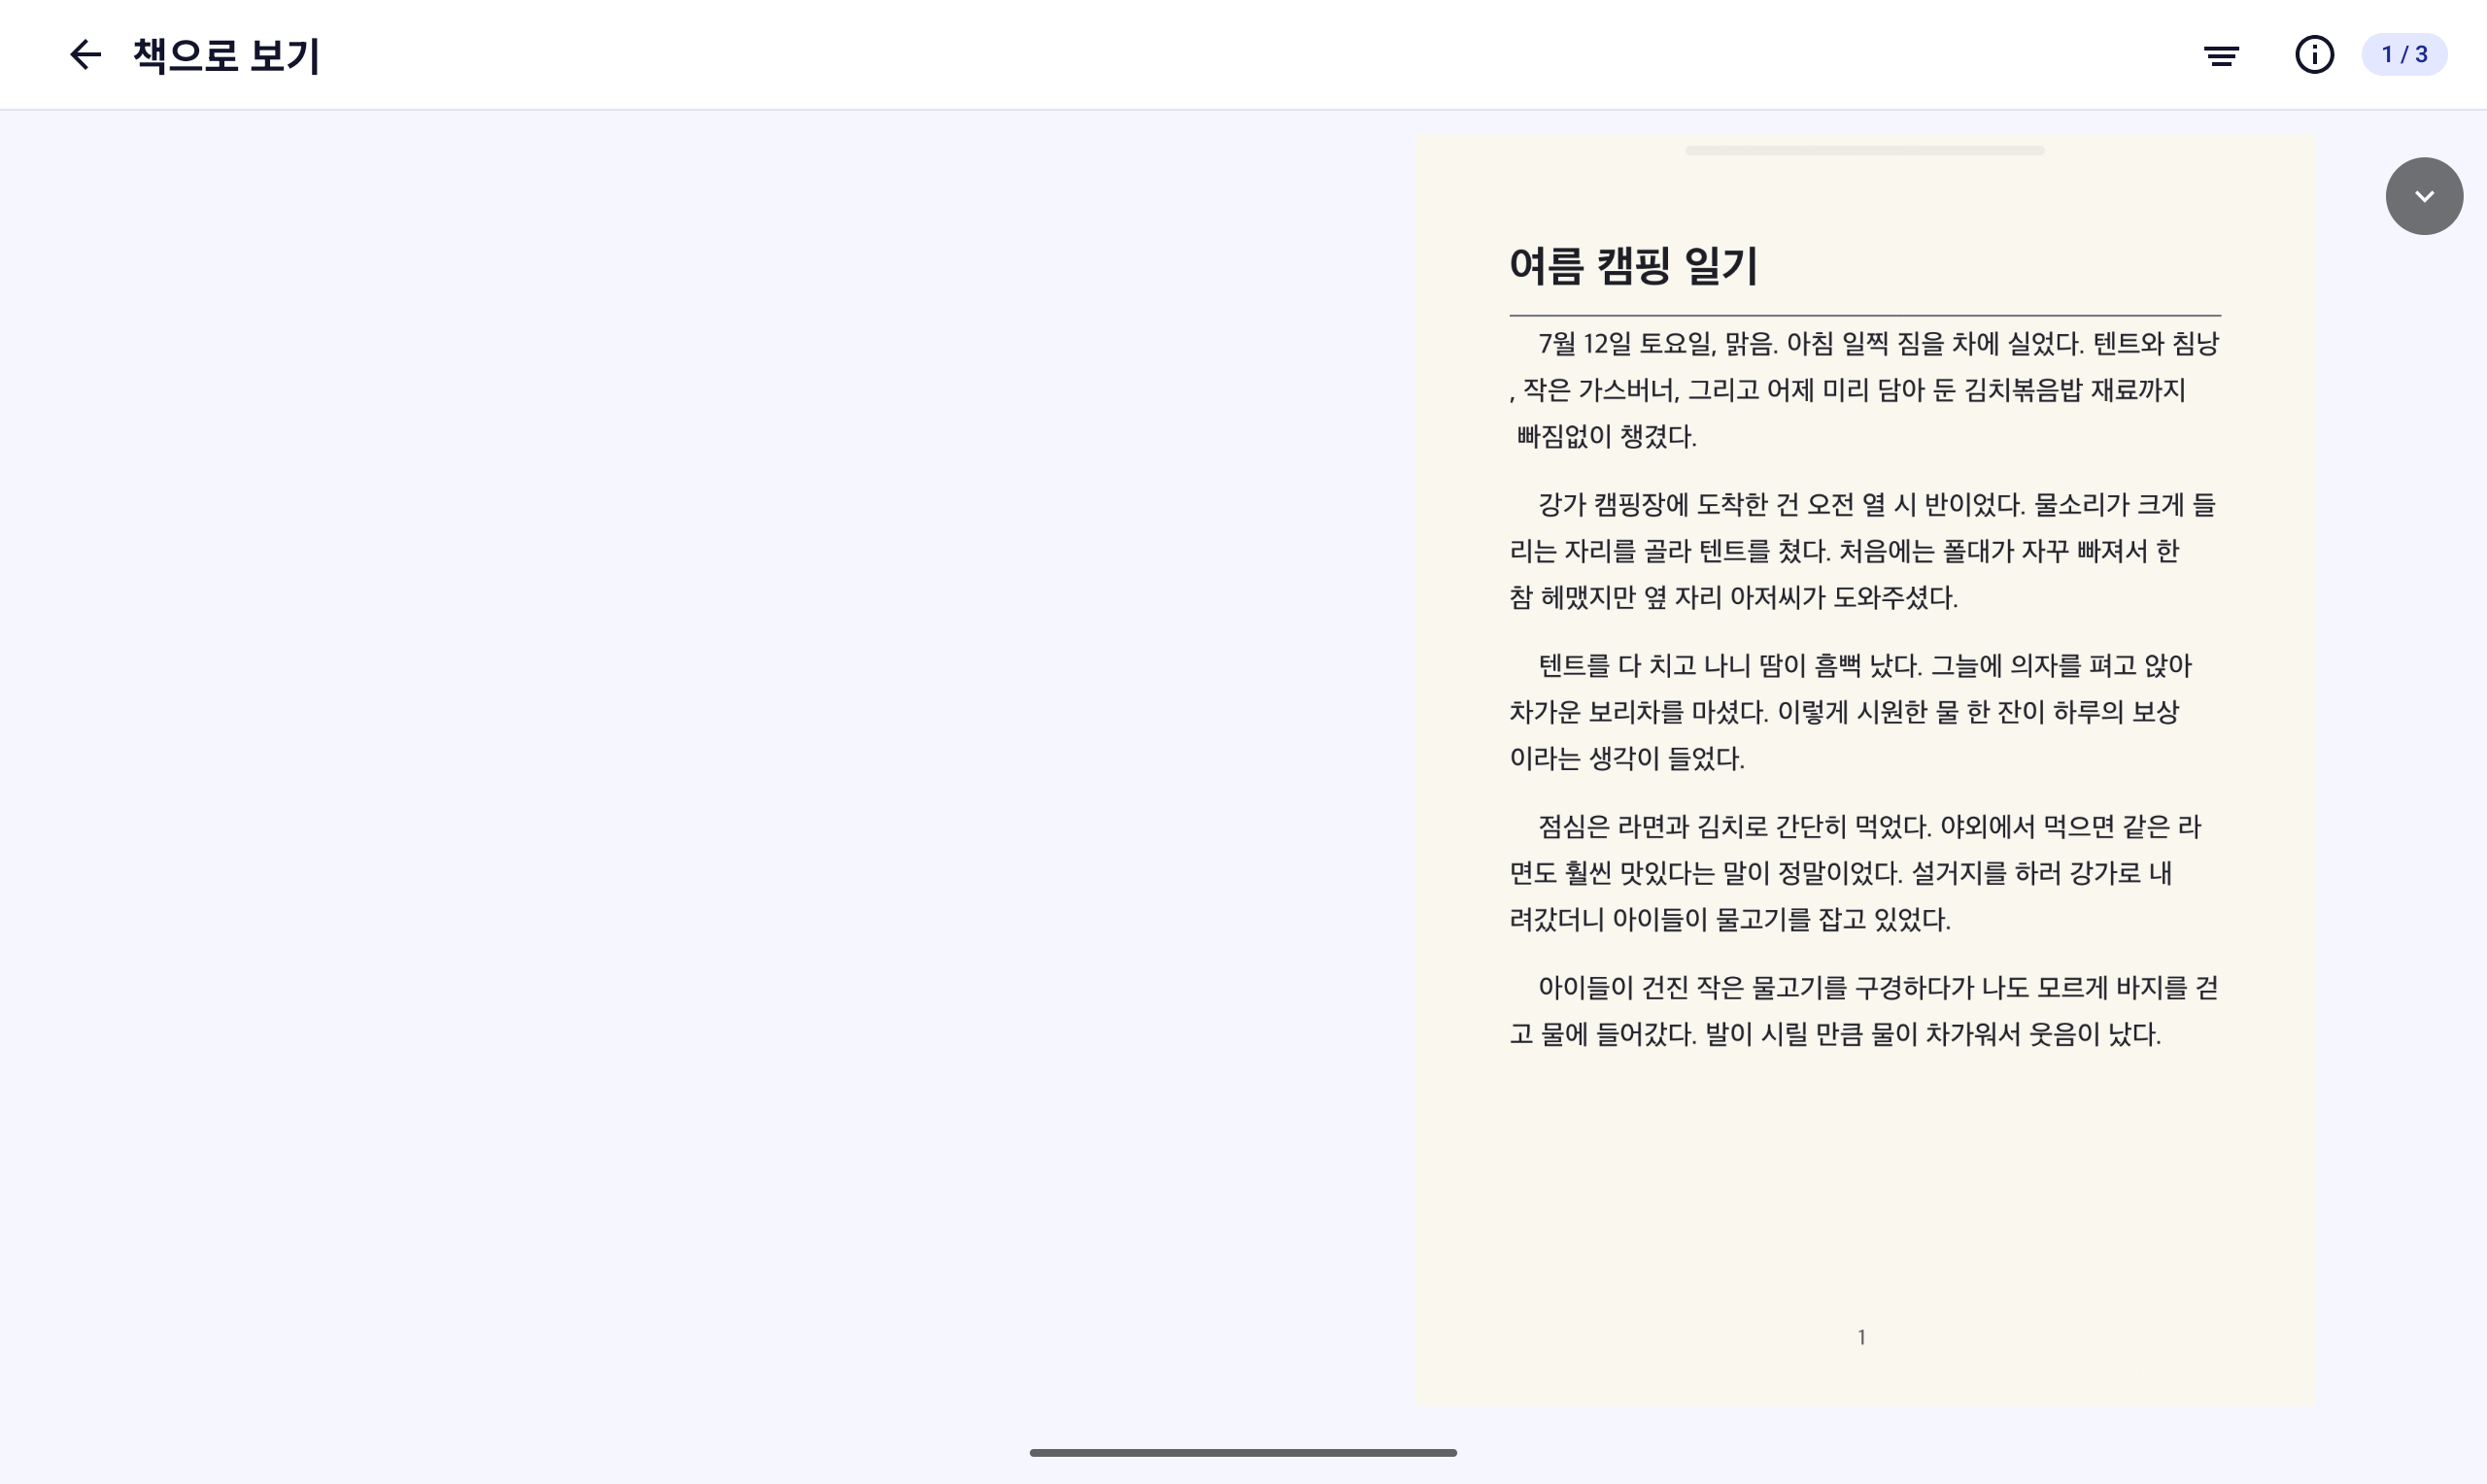 책으로 보기
1 / 3
여름 캠핑 일기
7월 12일 토요일, 맑음. 아침 일찍 짐을 차에 실었다. 텐트와 침낭
, 작은 가스버너, 그리고 어제 미리 담아 둔 김치볶음밥 재료까지
빠짐없이 챙겼다.
강가 캠핑장에 도착한 건 오전 열 시 반이었다. 물소리가 크게 들
리는 자리를 골라 텐트를 쳤다. 처음에는 폴대가 자꾸 빠져서 한
참 헤맸지만 옆 자리 아저씨가 도와주셨다.
텐트를 다 치고 나니 땀이 흠뻑 났다. 그늘에 의자를 펴고 앉아
차가운 보리차를 마셨다. 이렇게 시원한 물 한 잔이 하루의 보상
이라는 생각이 들었다.
점심은 라면과 김치로 간단히 먹었다. 야외에서 먹으면 같은 라
면도 훨씬 맛있다는 말이 정말이었다. 설거지를 하러 강가로 내
려갔더니 아이들이 물고기를 잡고 있었다.
아이들이 건진 작은 물고기를 구경하다가 나도 모르게 바지를 걷
고 물에 들어갔다. 발이 시릴 만큼 물이 차가워서 웃음이 났다.
1